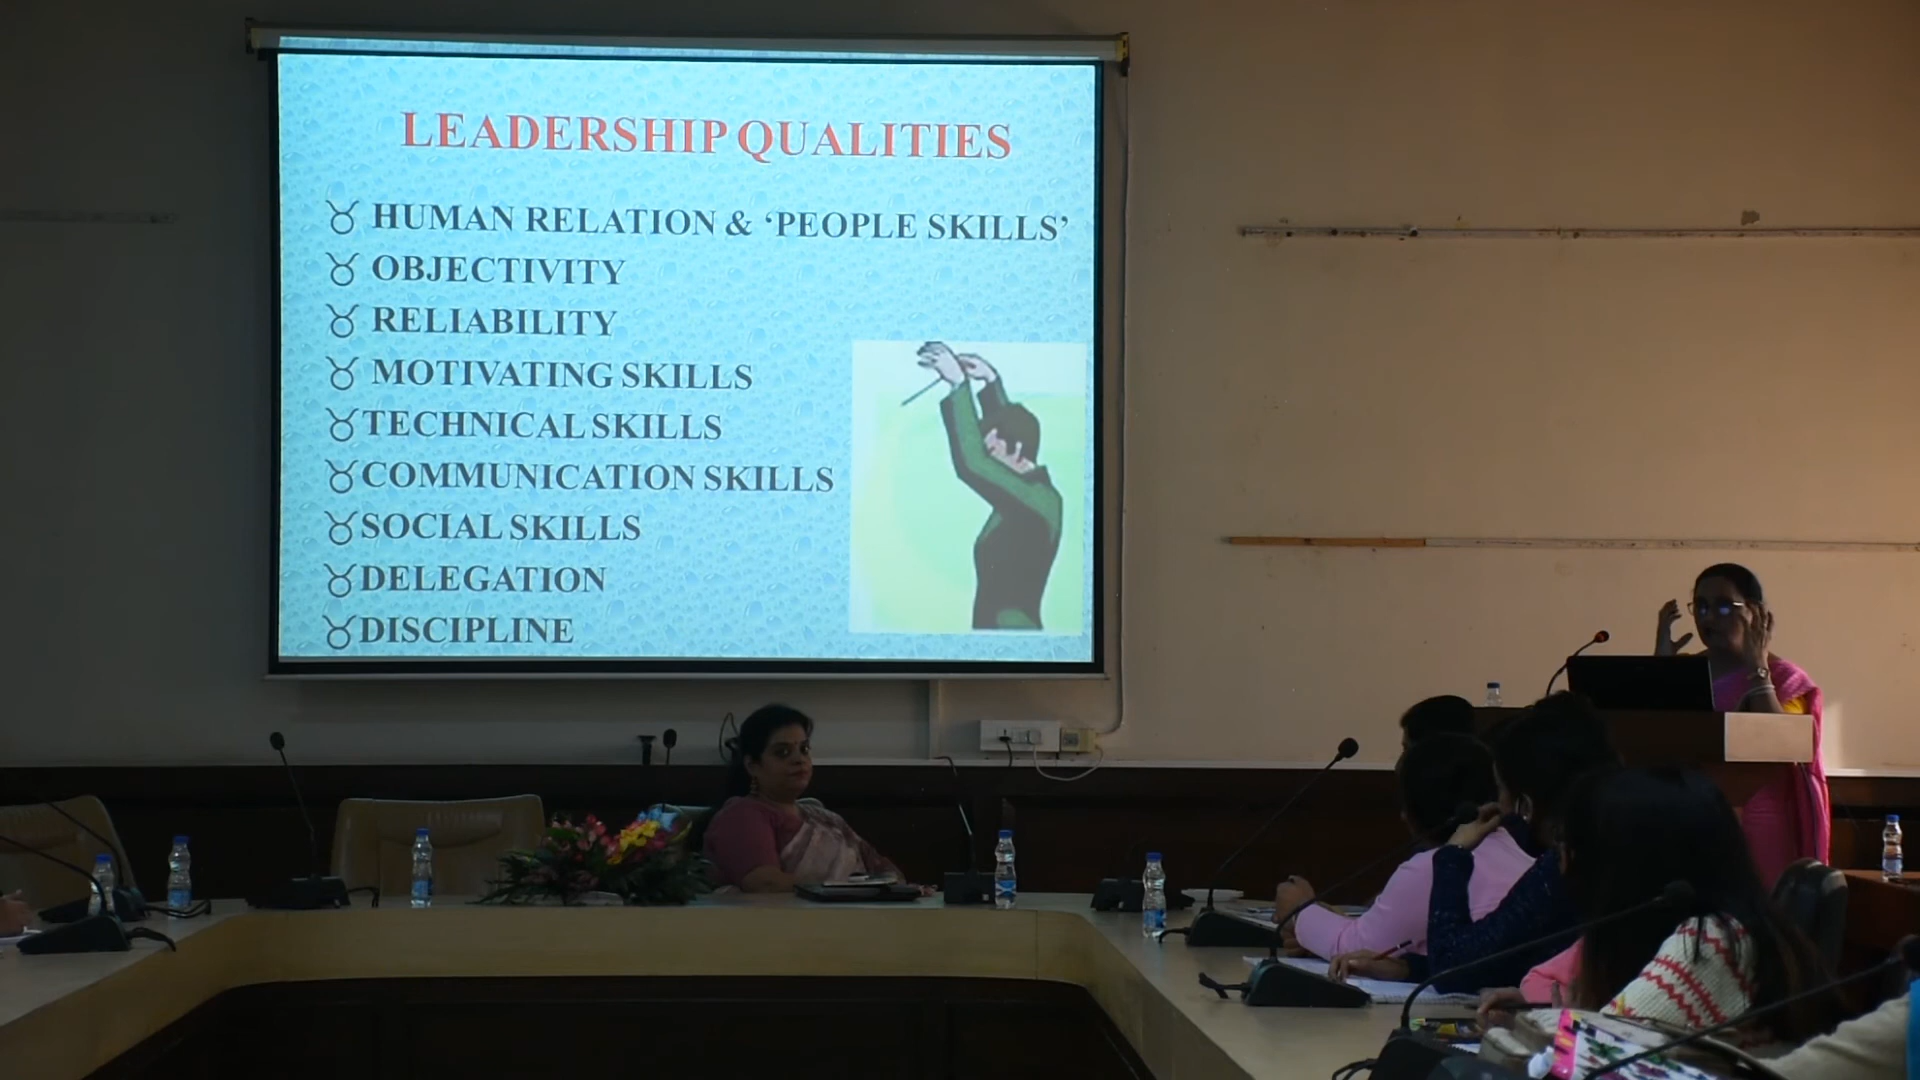 LEADERSHIP QUALITIES
HUMAN RELATION & ‘PEOPLE SKILLS’
OBJECTIVITY
RELIABILITY
MOTIVATING SKILLS
TECHNICAL SKILLS
COMMUNICATION SKILLS
SOCIAL SKILLS
DELEGATION
DISCIPLINE